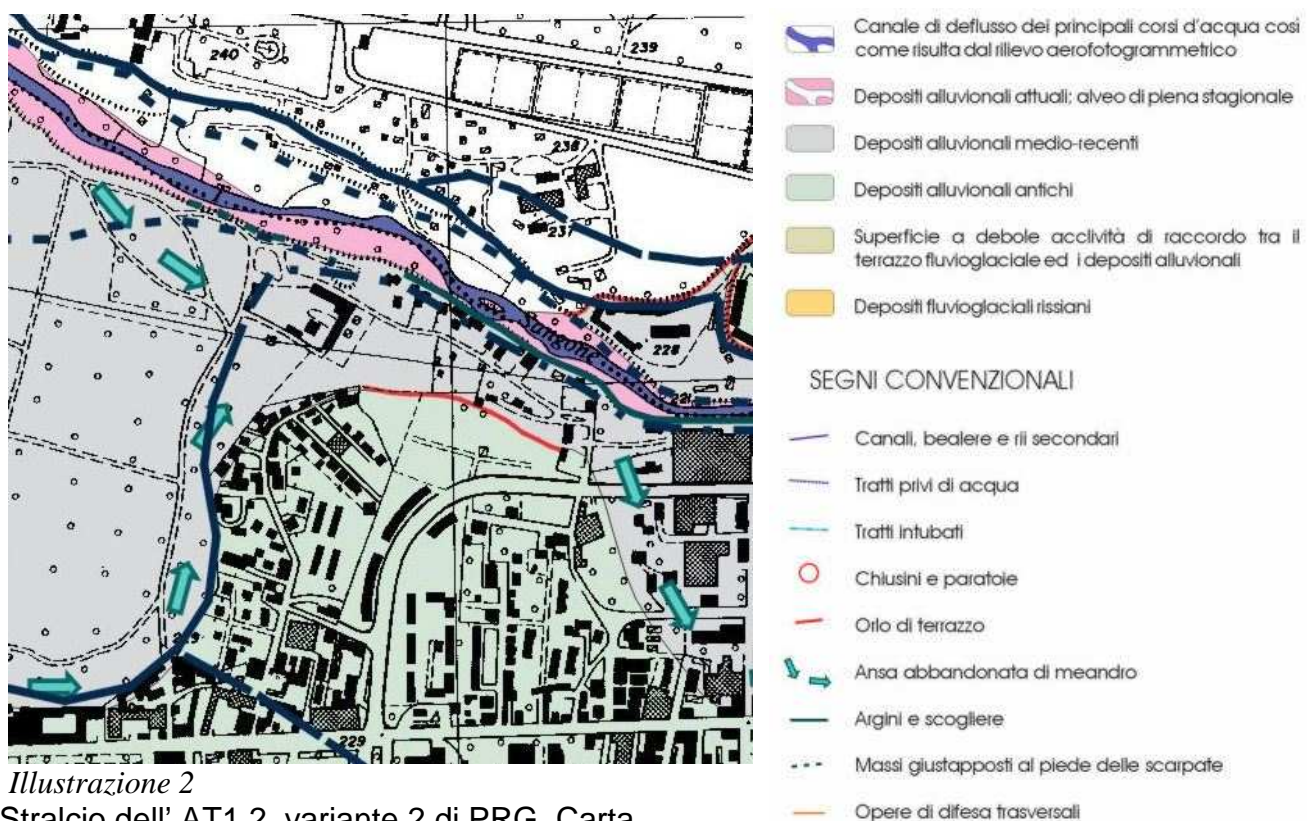 240
239
238
237
Sangone
228
221
229
229
Illustrazione 2
Stralcio dell' AT1.2, variante 2 di PRG, Carta
Canale di deflusso dei principali corsi d'acqua così
come risulta dal rilievo aerofotogrammetrico
Depositi alluvionali attuali; alveo di piena stagionale
Depositi alluvionali medio-recenti
Depositi alluvionali antichi
Superficie a debole acclività di raccordo tra il
terrazzo fluvioglaciale ed i depositi alluvionali
Depositi fluvioglaciali rissiani
SEGNI CONVENZIONALI
Canali, bealere e rii secondari
Tratti privi di acqua
Tratti intubati
Chiusini e paratoie
Orlo di terrazzo
Ansa abbandonata di meandro
Argini e scogliere
Massi giustapposti al piede delle scarpate
Opere di difesa trasversali